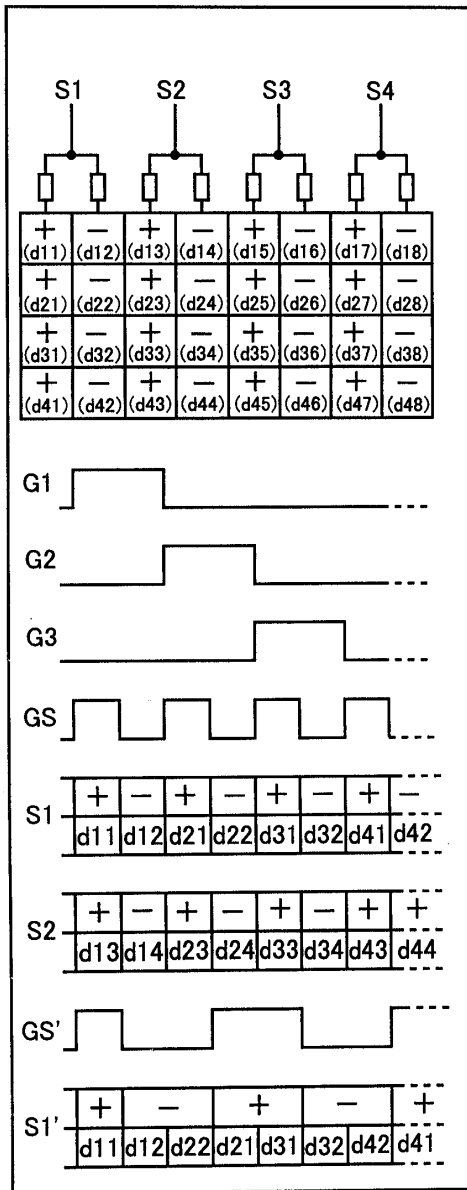 S1 S2 S3 S4
+ − + − + − + −
(d11) (d12) (d13) (d14) (d15) (d16) (d17) (d18)
+ − + − + − + −
(d21) (d22) (d23) (d24) (d25) (d26) (d27) (d28)
+ − + − + − + −
(d31) (d32) (d33) (d34) (d35) (d36) (d37) (d38)
+ − + − + − + −
(d41) (d42) (d43) (d44) (d45) (d46) (d47) (d48)
G1
G2
G3
GS
S1
+ − + − + − + −
d11 d12 d21 d22 d31 d32 d41 d42
S2
+ − + − + − + +
d13 d14 d23 d24 d33 d34 d43 d44
GS'
S1'
+ − + − +
d11 d12 d22 d21 d31 d32 d42 d41